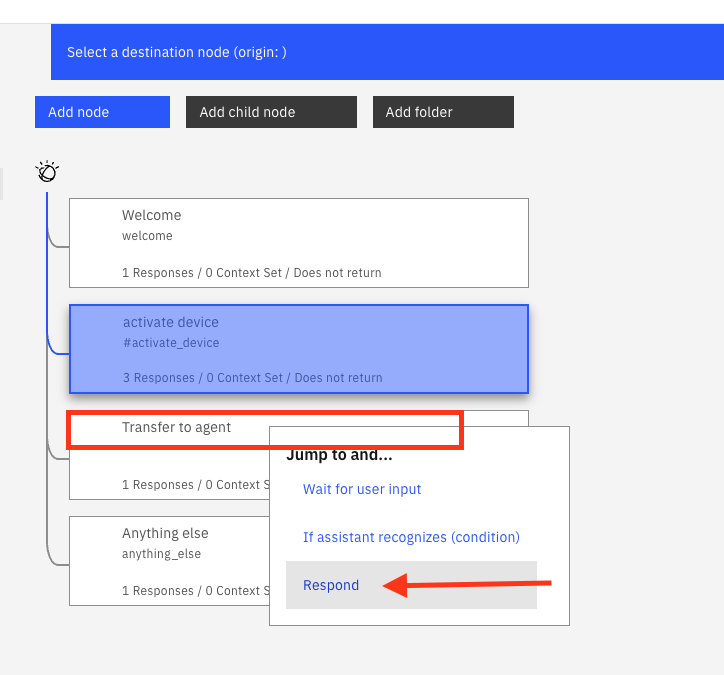 Select a destination node (origin: )
Add node
Add child node
Add folder
Welcome
welcome
1 Responses / 0 Context Set / Does not return
activate device
#activate_device
3 Responses / 0 Context Set / Does not return
Transfer to agent
1 Responses / 0 Context S
Jump to and...
Wait for user input
If assistant recognizes (condition)
Respond
Anything else
anything_else
1 Responses / 0 Context S